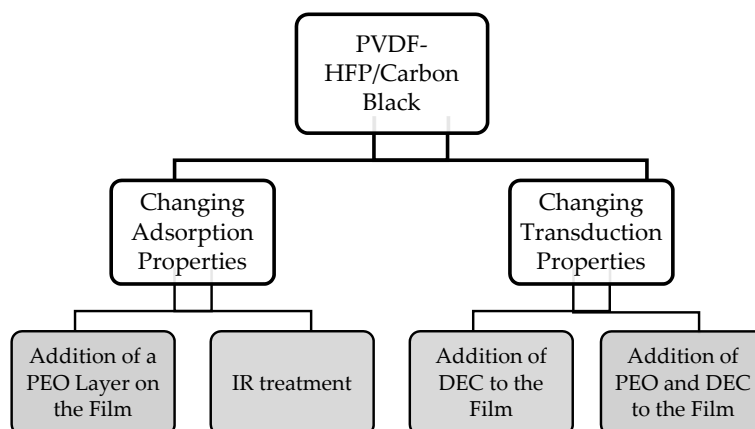 PVDF-
HFP/Carbon
Black
Changing
Adsorption
Properties
Changing
Transduction
Properties
Addition of a
PEO Layer on
the Film
IR treatment
Addition of
DEC to the
Film
Addition of
PEO and DEC
to the Film